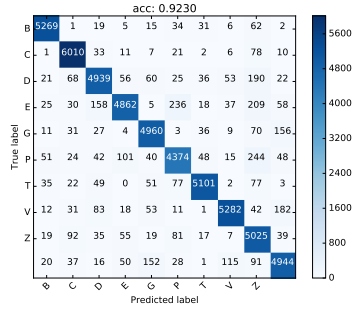 acc: 0.9230
B 5269 1 19 5 15 34 31 6 62 2
C 1 6010 33 11 7 21 2 6 78 10
D 21 68 4939 56 60 25 36 53 190 22
E 25 30 158 4862 5 236 18 37 209 58
G 11 31 27 4 4960 3 36 9 70 156
P 51 24 42 101 40 4374 48 15 244 48
T 35 22 49 0 51 77 5101 2 77 3
V 12 31 83 18 53 11 1 5282 42 182
Z 19 92 35 55 19 81 17 7 5025 39
20 37 16 50 152 28 1 115 91 4944
B C D E G P T V Z
True label
Predicted label
5600
4800
4000
3200
2400
1600
800
0